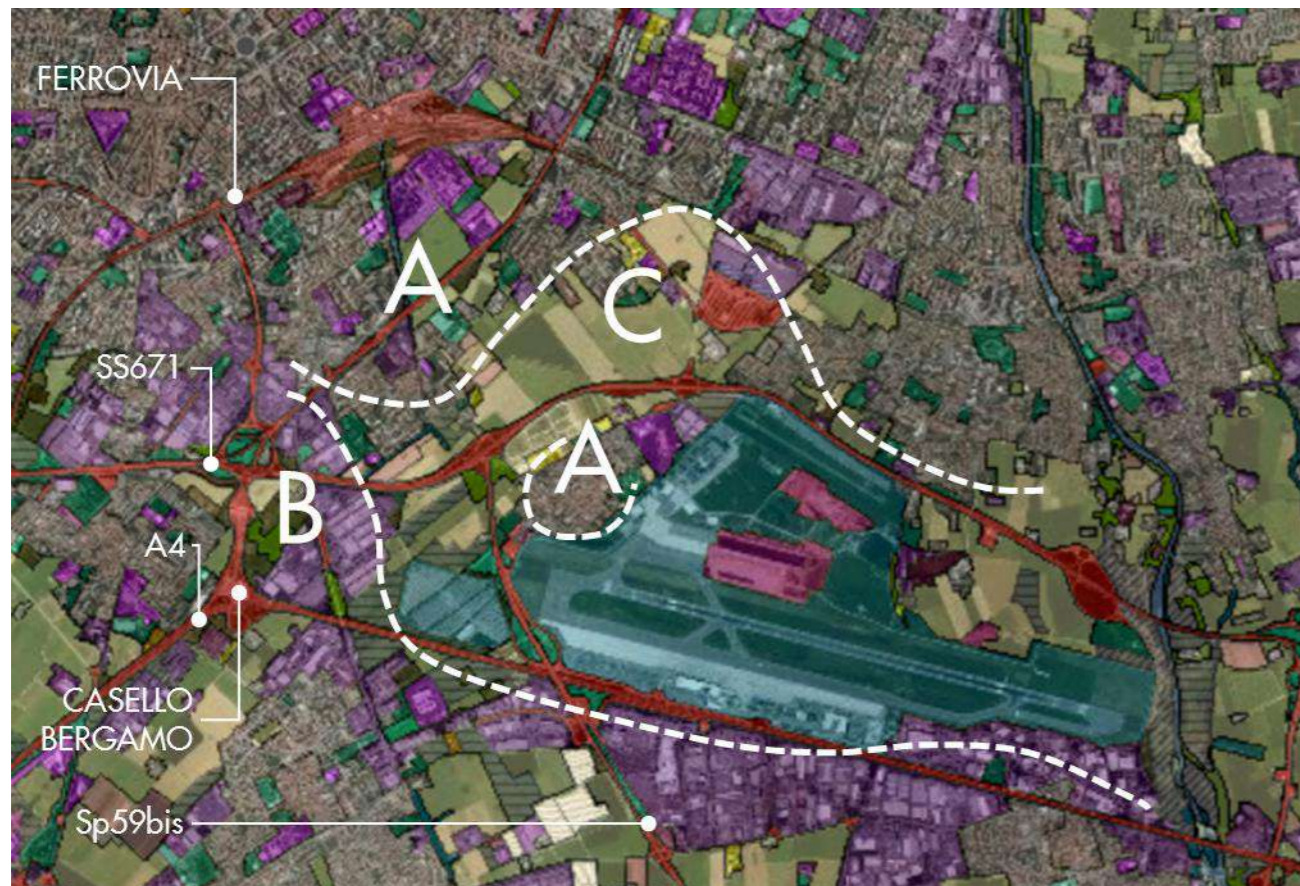 FERROVIA
A
C
SS671
A
B
A4
CASELLO
BERGAMO
Sp59bis